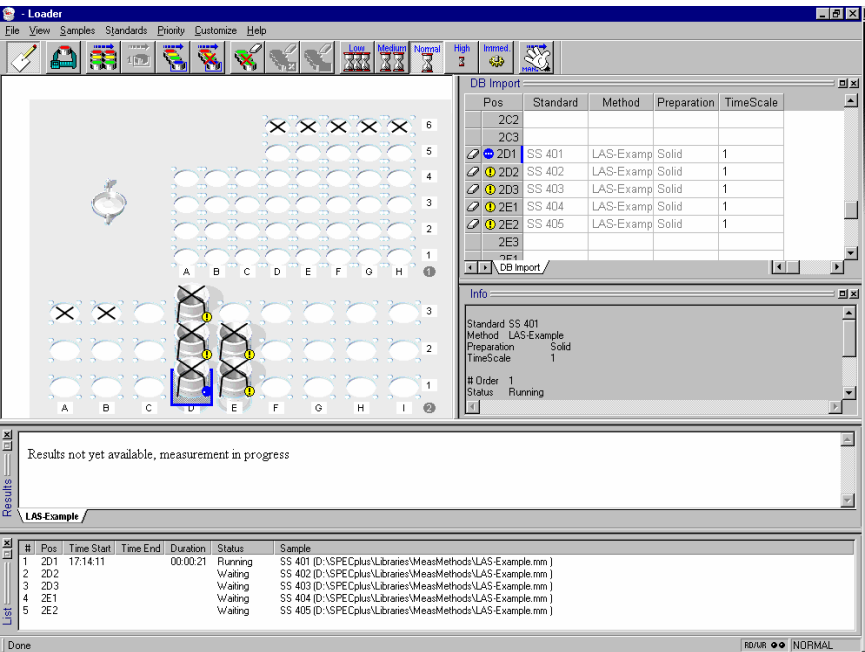 - Loader
File View Samples Standards Priority Customize Help
Low Medium Normal High Immed.
MAN.
DB Import
Pos Standard Method Preparation TimeScale
2C2
2C3
2D1 SS 401 LAS-Examp Solid 1
2D2 SS 402 LAS-Examp Solid 1
2D3 SS 403 LAS-Examp Solid 1
2E1 SS 404 LAS-Examp Solid 1
2E2 SS 405 LAS-Examp Solid 1
2E3
DB Import
6
5
4
3
2
1
A B C D E F G H 1
3
2
1
A B C D E F G H I 2
Info
Standard SS 401
Method LAS-Example
Preparation Solid
TimeScale 1
# Order 1
Status Running
Results
Results not yet available, measurement in progress
LAS-Example
List
# Pos Time Start Time End Duration Status Sample
1 2D1 17:14:11 00:00:21 Running SS 401 (D:\SPECplus\Libraries\MeasMethods\LAS-Example.mm )
2 2D2 Waiting SS 402 (D:\SPECplus\Libraries\MeasMethods\LAS-Example.mm )
3 2D3 Waiting SS 403 (D:\SPECplus\Libraries\MeasMethods\LAS-Example.mm )
4 2E1 Waiting SS 404 (D:\SPECplus\Libraries\MeasMethods\LAS-Example.mm )
5 2E2 Waiting SS 405 (D:\SPECplus\Libraries\MeasMethods\LAS-Example.mm )
Done RD/WR NORMAL